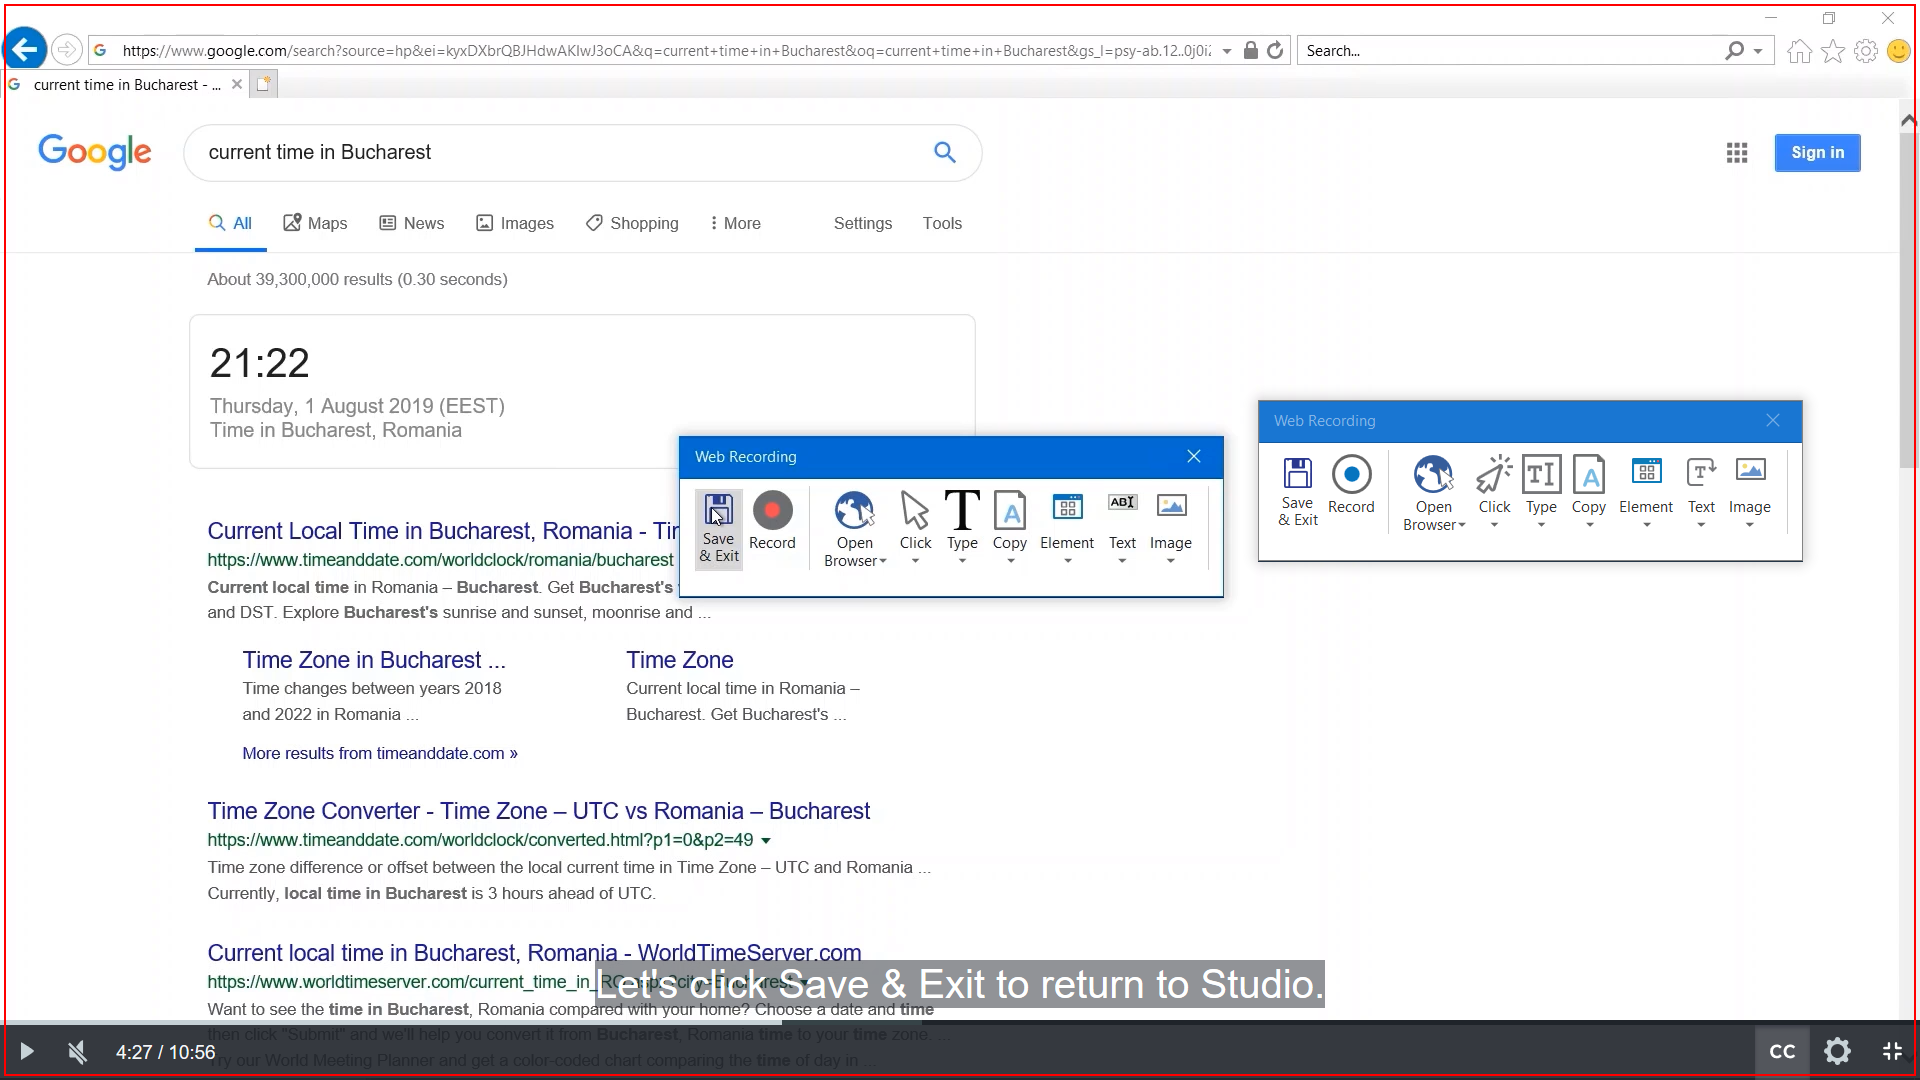 https://www.google.com/search?source=hp&ei=kyxDXbrQBJHdwAKIwJ3oCA&q=current+time+in+Bucharest&oq=current+time+in+Bucharest&gs_l=psy-ab.12..0j0i2
Search...
current time in Bucharest - ...
Google
current time in Bucharest
Sign in
All
Maps
News
Images
Shopping
More
Settings
Tools
About 39,300,000 results (0.30 seconds)
21:22
Thursday, 1 August 2019 (EEST)
Time in Bucharest, Romania
Web Recording
Save & Exit
Record
Open Browser
Click
Type
Copy
Element
Text
Image
Web Recording
Save & Exit
Record
Open Browser
Click
Type
Copy
Element
Text
Image
Current Local Time in Bucharest, Romania - Ti
https://www.timeanddate.com/worldclock/romania/bucharest
Current local time in Romania – Bucharest. Get Bucharest's
and DST. Explore Bucharest's sunrise and sunset, moonrise and ...
Time Zone in Bucharest ...
Time changes between years 2018
and 2022 in Romania ...
Time Zone
Current local time in Romania –
Bucharest. Get Bucharest's ...
More results from timeanddate.com »
Time Zone Converter - Time Zone – UTC vs Romania – Bucharest
https://www.timeanddate.com/worldclock/converted.html?p1=0&p2=49
Time zone difference or offset between the local current time in Time Zone – UTC and Romania ...
Currently, local time in Bucharest is 3 hours ahead of UTC.
Current local time in Bucharest, Romania - WorldTimeServer.com
https://www.worldtimeserver.com/current_time_in_
Let's click Save & Exit to return to Studio.
Want to see the time in Bucharest, Romania compared with your home? Choose a date and time
then click "Submit" and we'll help you convert it from Bucharest, Romania time to your time zone. ...
Try our World Meeting Planner and get a color-coded chart comparing the time of day in ...
4:27 / 10:56
CC